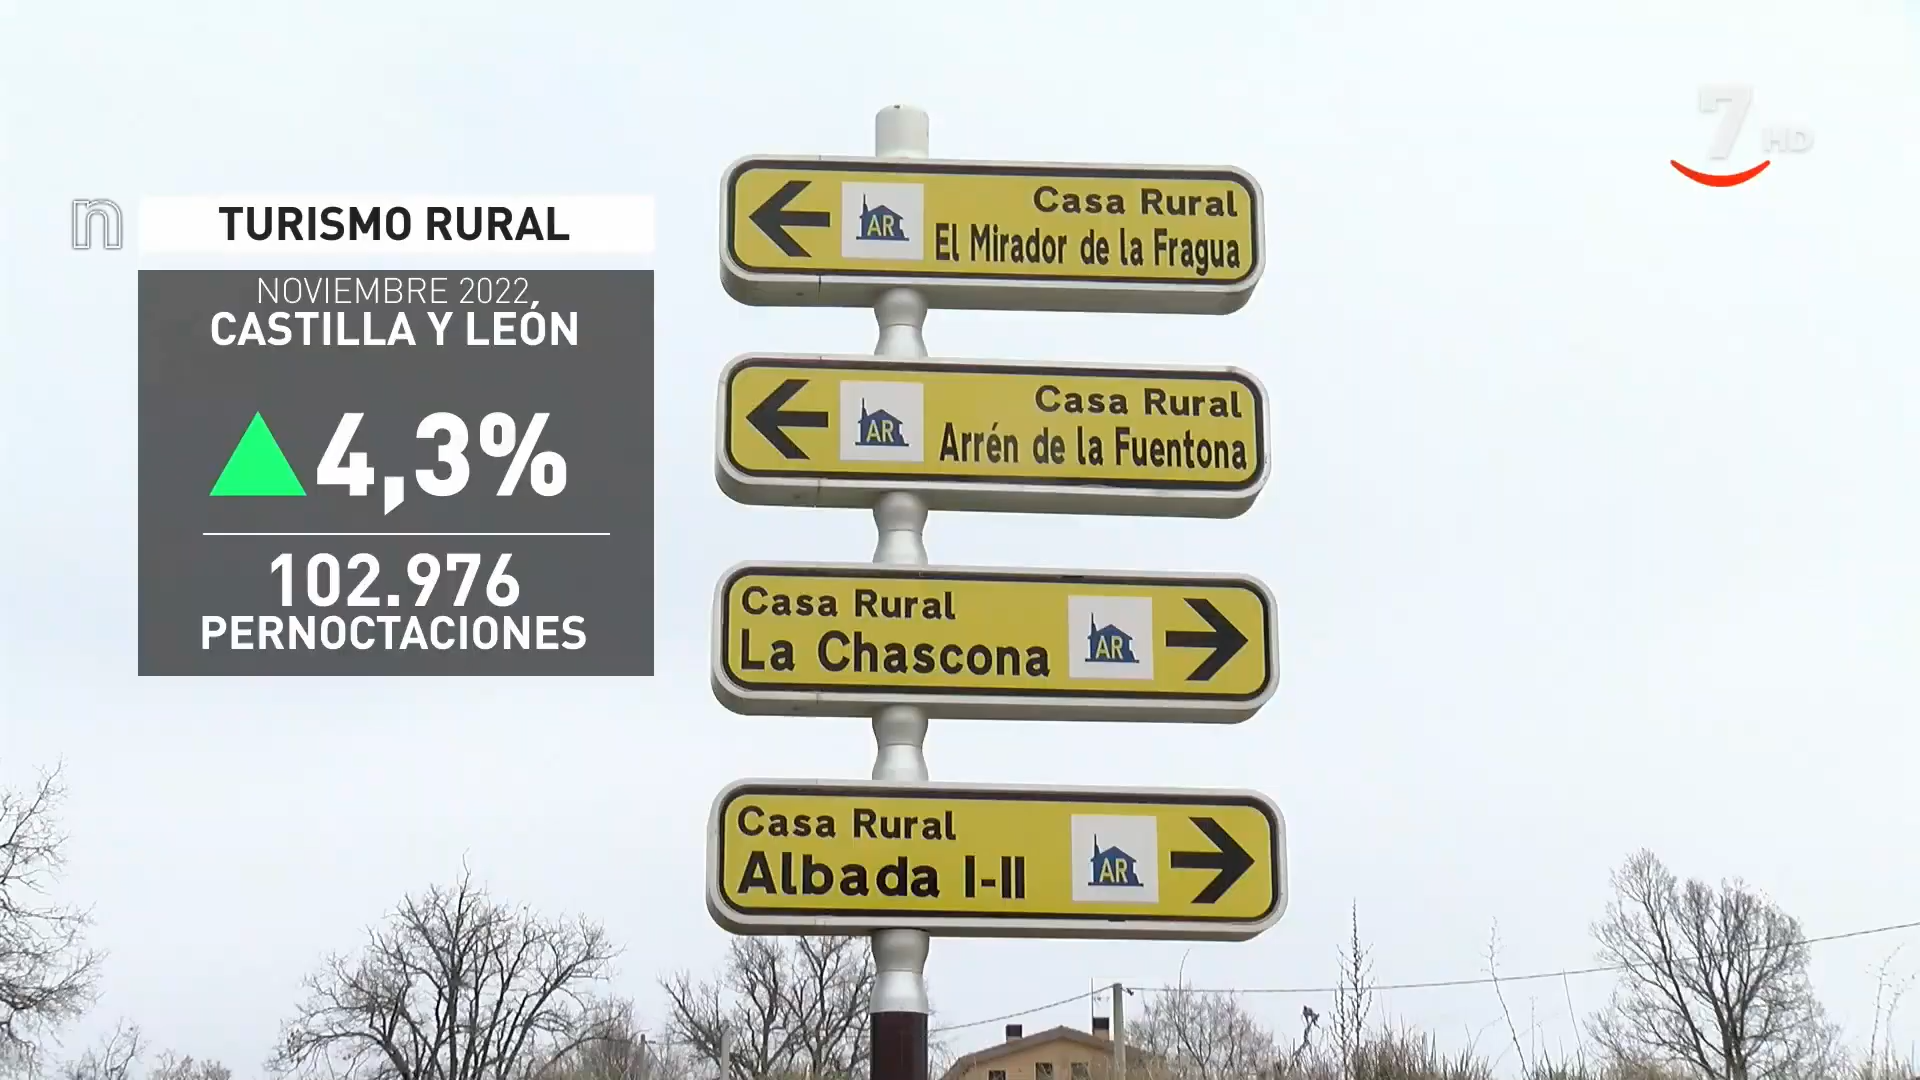 n
TURISMO RURAL
NOVIEMBRE 2022
CASTILLA Y LEÓN
4,3%
102.976
PERNOCTACIONES
7 HD
AR
Casa Rural
El Mirador de la Fragua
AR
Casa Rural
Arrén de la Fuentona
Casa Rural
La Chascona
AR
Casa Rural
Albada I-II
AR